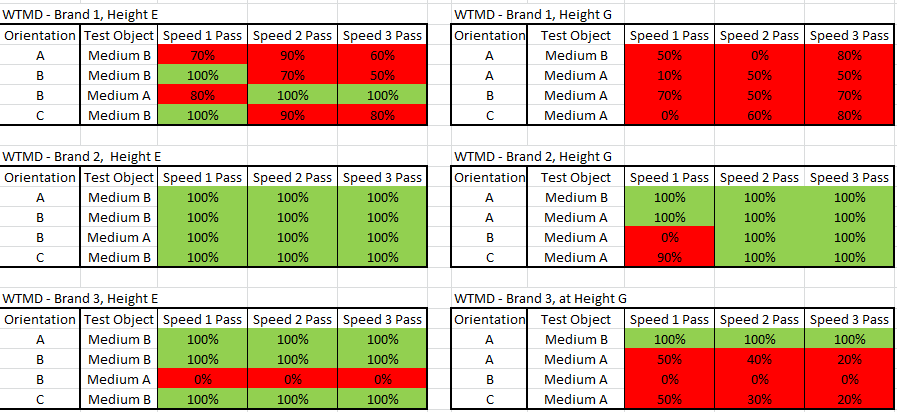 WTMD - Brand 1, Height E
Orientation Test Object Speed 1 Pass Speed 2 Pass Speed 3 Pass
A Medium B 70% 90% 60%
B Medium B 100% 70% 50%
B Medium A 80% 100% 100%
C Medium B 100% 90% 80%
WTMD - Brand 1, Height G
Orientation Test Object Speed 1 Pass Speed 2 Pass Speed 3 Pass
A Medium B 50% 0% 80%
A Medium A 10% 50% 50%
B Medium A 70% 50% 70%
C Medium A 0% 60% 80%
WTMD - Brand 2, Height E
Orientation Test Object Speed 1 Pass Speed 2 Pass Speed 3 Pass
A Medium B 100% 100% 100%
B Medium B 100% 100% 100%
B Medium A 100% 100% 100%
C Medium B 100% 100% 100%
WTMD - Brand 2, Height G
Orientation Test Object Speed 1 Pass Speed 2 Pass Speed 3 Pass
A Medium B 100% 100% 100%
A Medium A 100% 100% 100%
B Medium A 0% 100% 100%
C Medium A 90% 100% 100%
WTMD - Brand 3, Height E
Orientation Test Object Speed 1 Pass Speed 2 Pass Speed 3 Pass
A Medium B 100% 100% 100%
B Medium B 100% 100% 100%
B Medium A 0% 0% 0%
C Medium B 100% 100% 100%
WTMD - Brand 3, at Height G
Orientation Test Object Speed 1 Pass Speed 2 Pass Speed 3 Pass
A Medium B 100% 100% 100%
A Medium A 50% 40% 20%
B Medium A 0% 0% 0%
C Medium A 50% 30% 20%